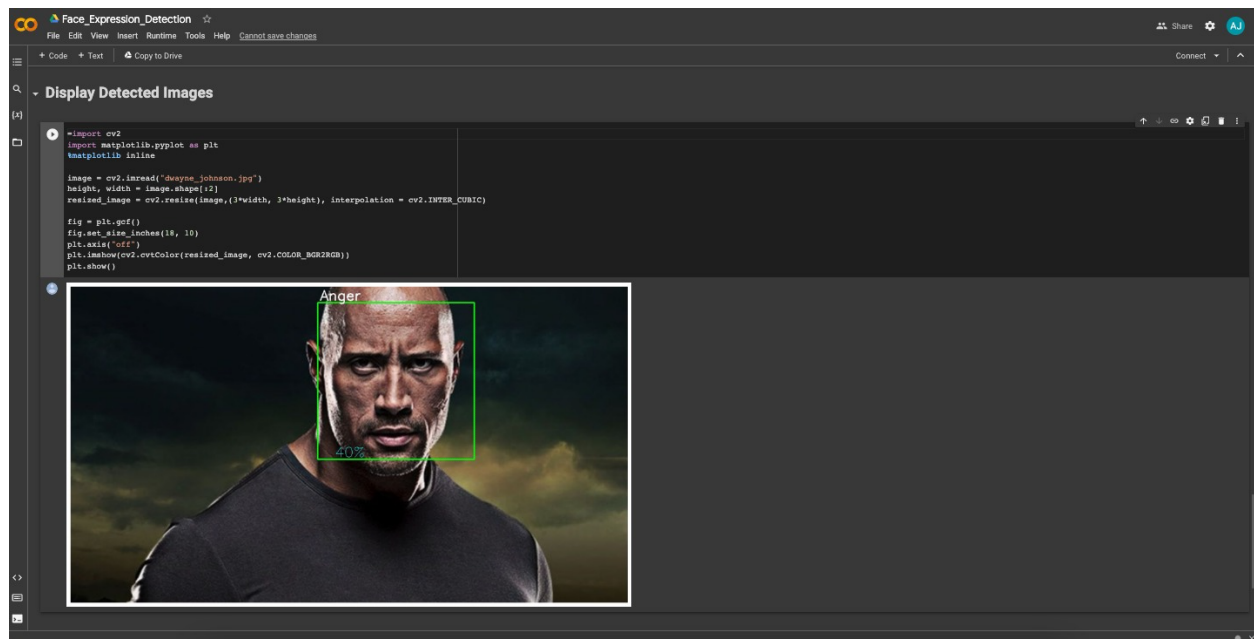 CO
Face_Expression_Detection
Share
AJ
File Edit View Insert Runtime Tools Help Cannot save changes
+ Code + Text Copy to Drive
Connect
Display Detected Images
{x}
=import cv2
import matplotlib.pyplot as plt
%matplotlib inline
image = cv2.imread("dwayne_johnson.jpg")
height, width = image.shape[:2]
resized_image = cv2.resize(image,(3*width, 3*height), interpolation = cv2.INTER_CUBIC)
fig = plt.gcf()
fig.set_size_inches(18, 10)
plt.axis("off")
plt.imshow(cv2.cvtColor(resized_image, cv2.COLOR_BGR2RGB))
plt.show()
Anger
40%